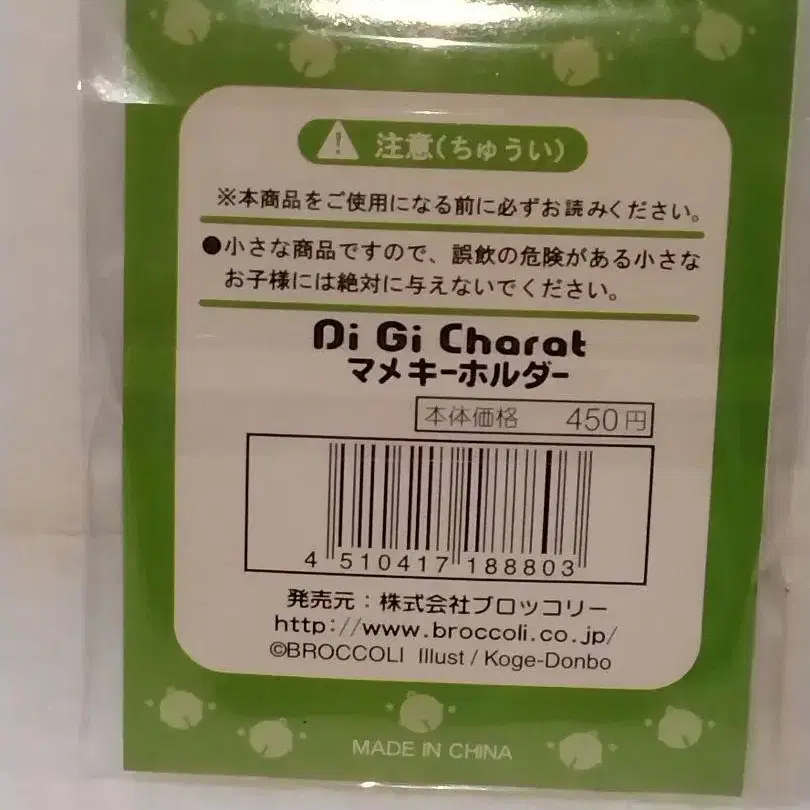 注意(ちゅうい)
※本商品をご使用になる前に必ずお読みください。
●小さな商品ですので、誤飲の危険がある小さな
お子様には絶対に与えないでください。
Di Gi Charat
マメキーホルダー
本体価格 450円
4 510417 188803
発売元：株式会社ブロッコリー
http://www.broccoli.co.jp/
©BROCCOLI Illust / Koge-Donbo
MADE IN CHINA